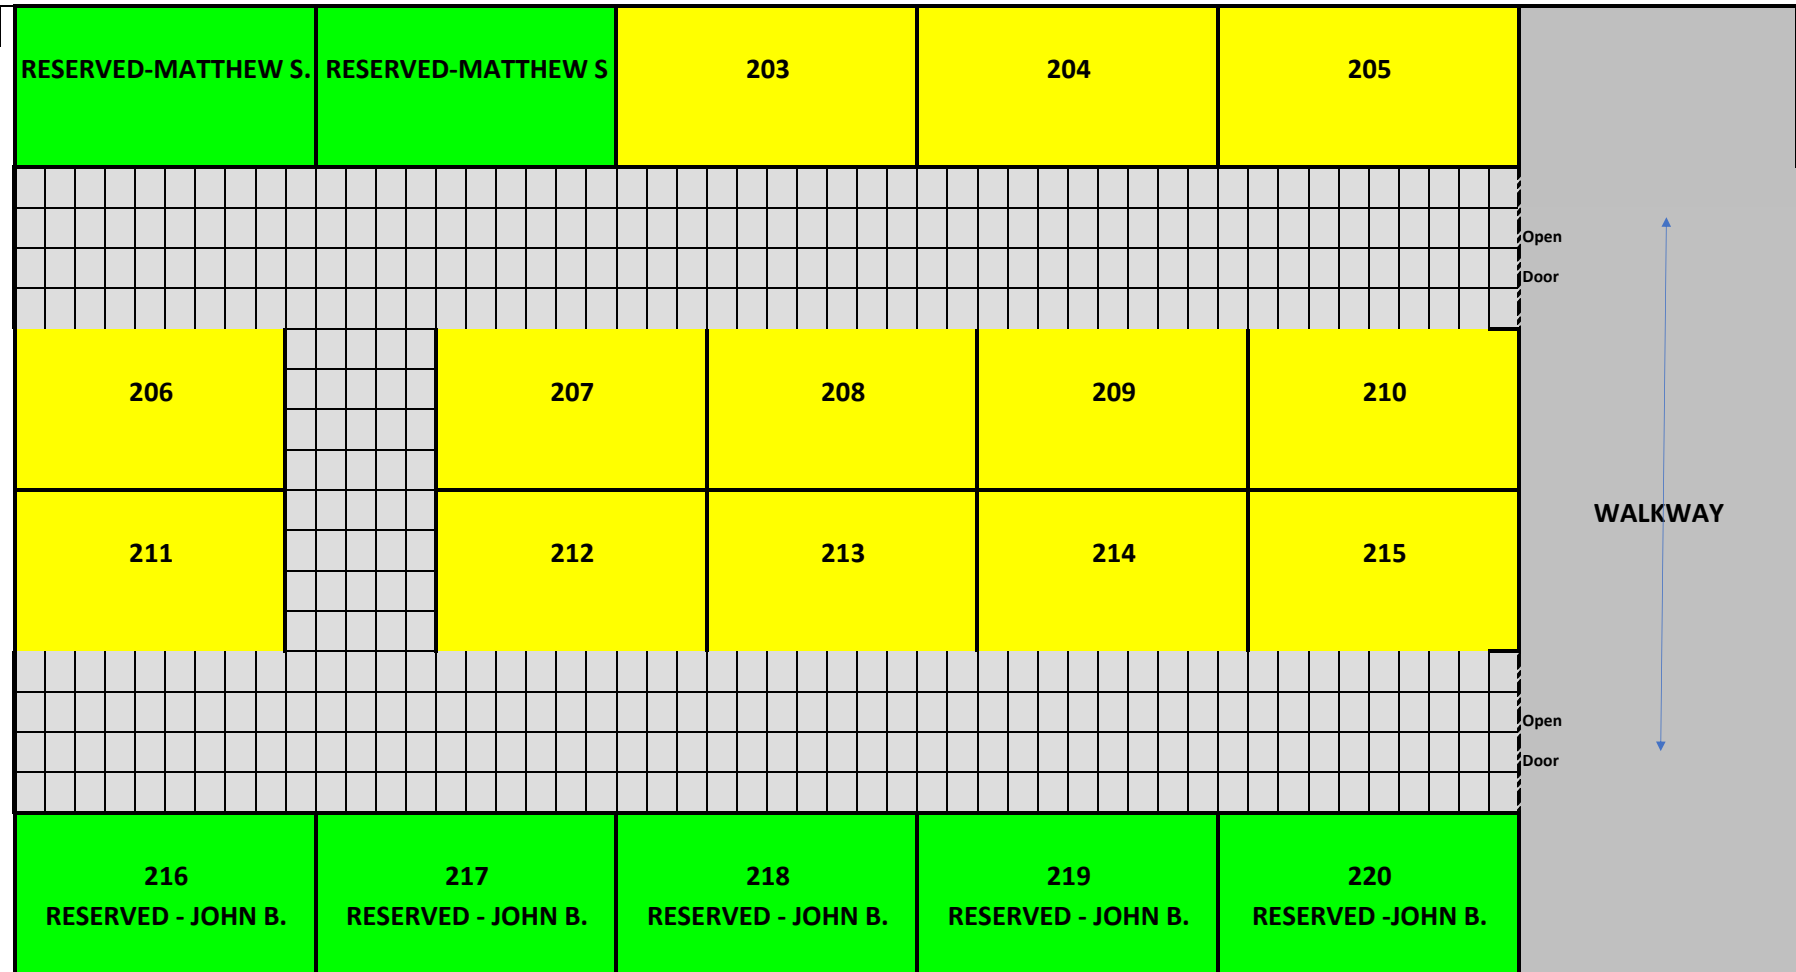 RESERVED-MATTHEW S.
RESERVED-MATTHEW S
203
204
205
Open
Door
206
207
208
209
210
WALKWAY
211
212
213
214
215
Open
Door
216
RESERVED - JOHN B.
217
RESERVED - JOHN B.
218
RESERVED - JOHN B.
219
RESERVED - JOHN B.
220
RESERVED -JOHN B.